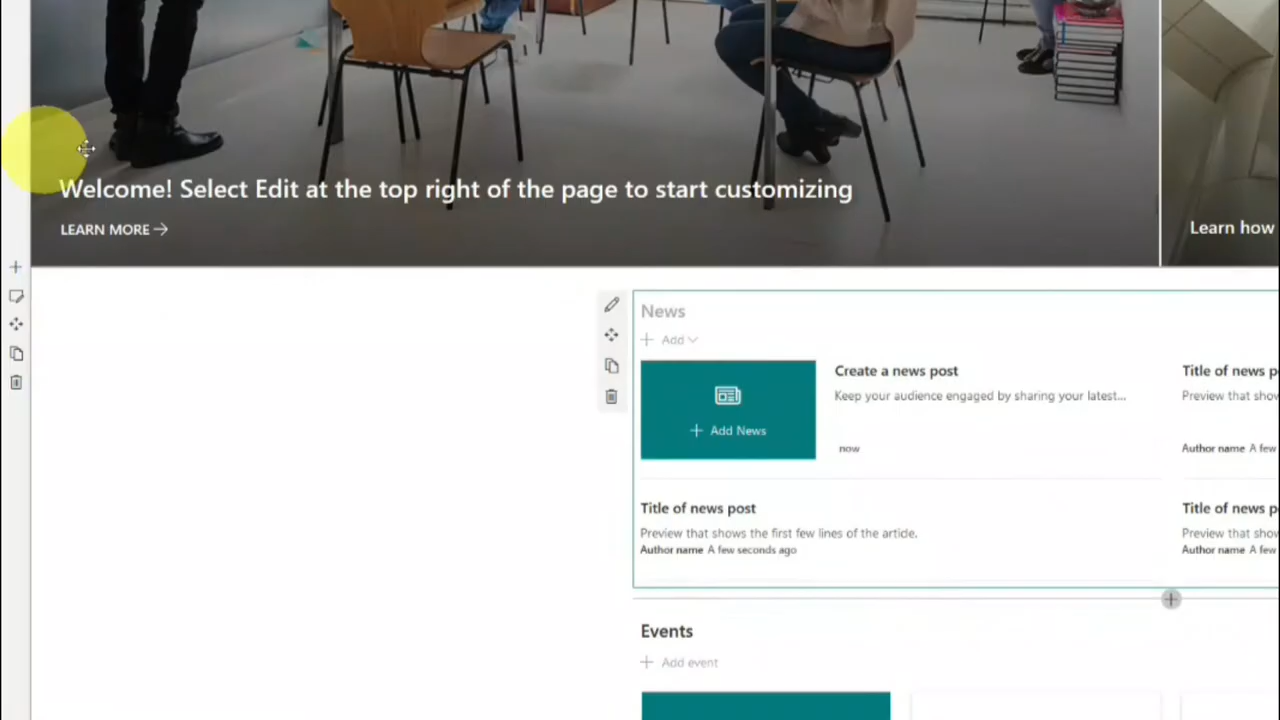 Welcome! Select Edit at the top right of the page to start customizing
LEARN MORE
Learn how
News
Add
Create a news post
Keep your audience engaged by sharing your latest...
Add News
now
Title of news p
Preview that shov
Author name A few
Title of news post
Preview that shows the first few lines of the article.
Author name A few seconds ago
Title of news p
Preview that shov
Author name A few
Events
Add event